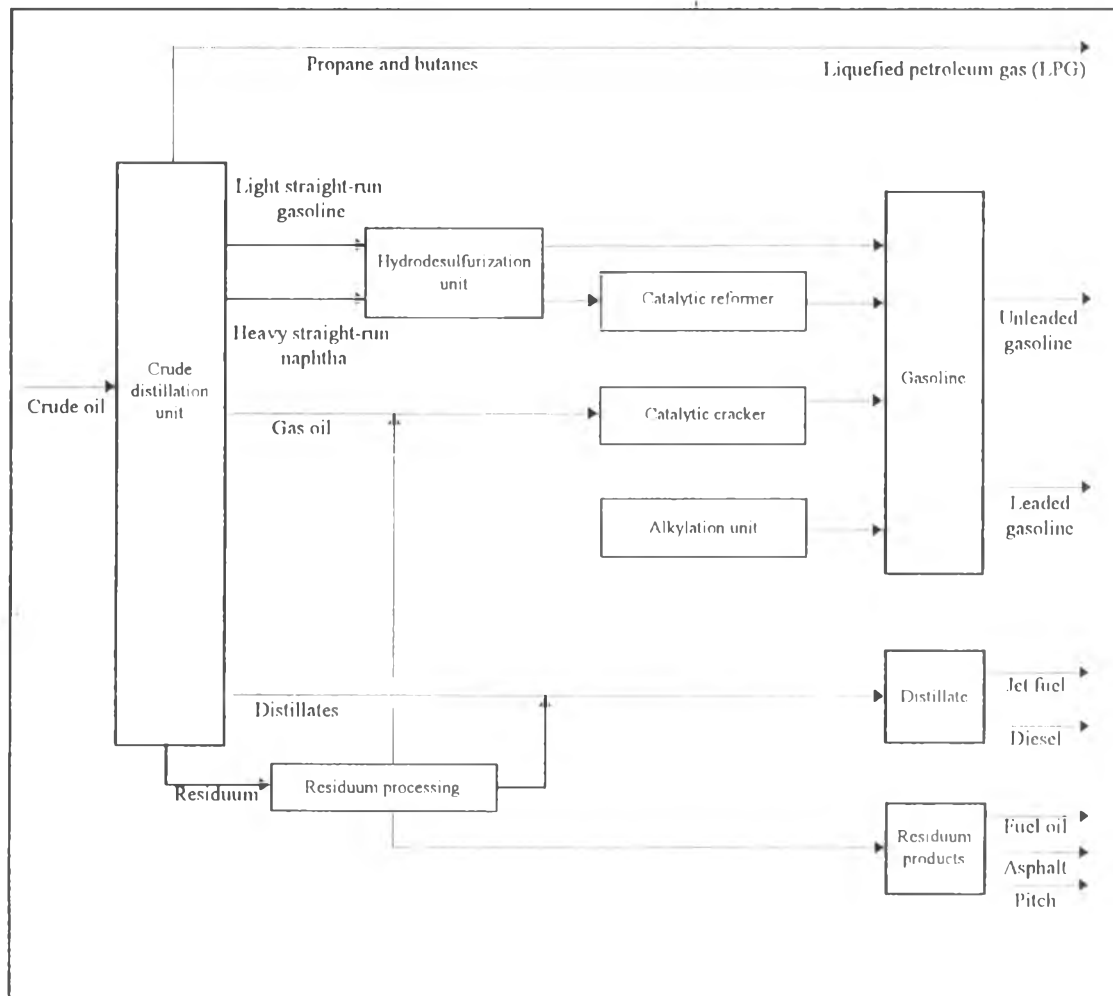 Propane and butanes
Liquefied petroleum gas (LPG)
Light straight-run
gasoline
Hydrodesulfurization
unit
Catalytic reformer
Heavy straight-run
naphtha
Unleaded
gasoline
Crude
distillation
unit
Gasoline
Crude oil
Gas oil
Catalytic cracker
Leaded
gasoline
Alkylation unit
Distillates
Distillate
Jet fuel
Diesel
Residuum
Residuum processing
Residuum
products
Fuel oil
Asphalt
Pitch